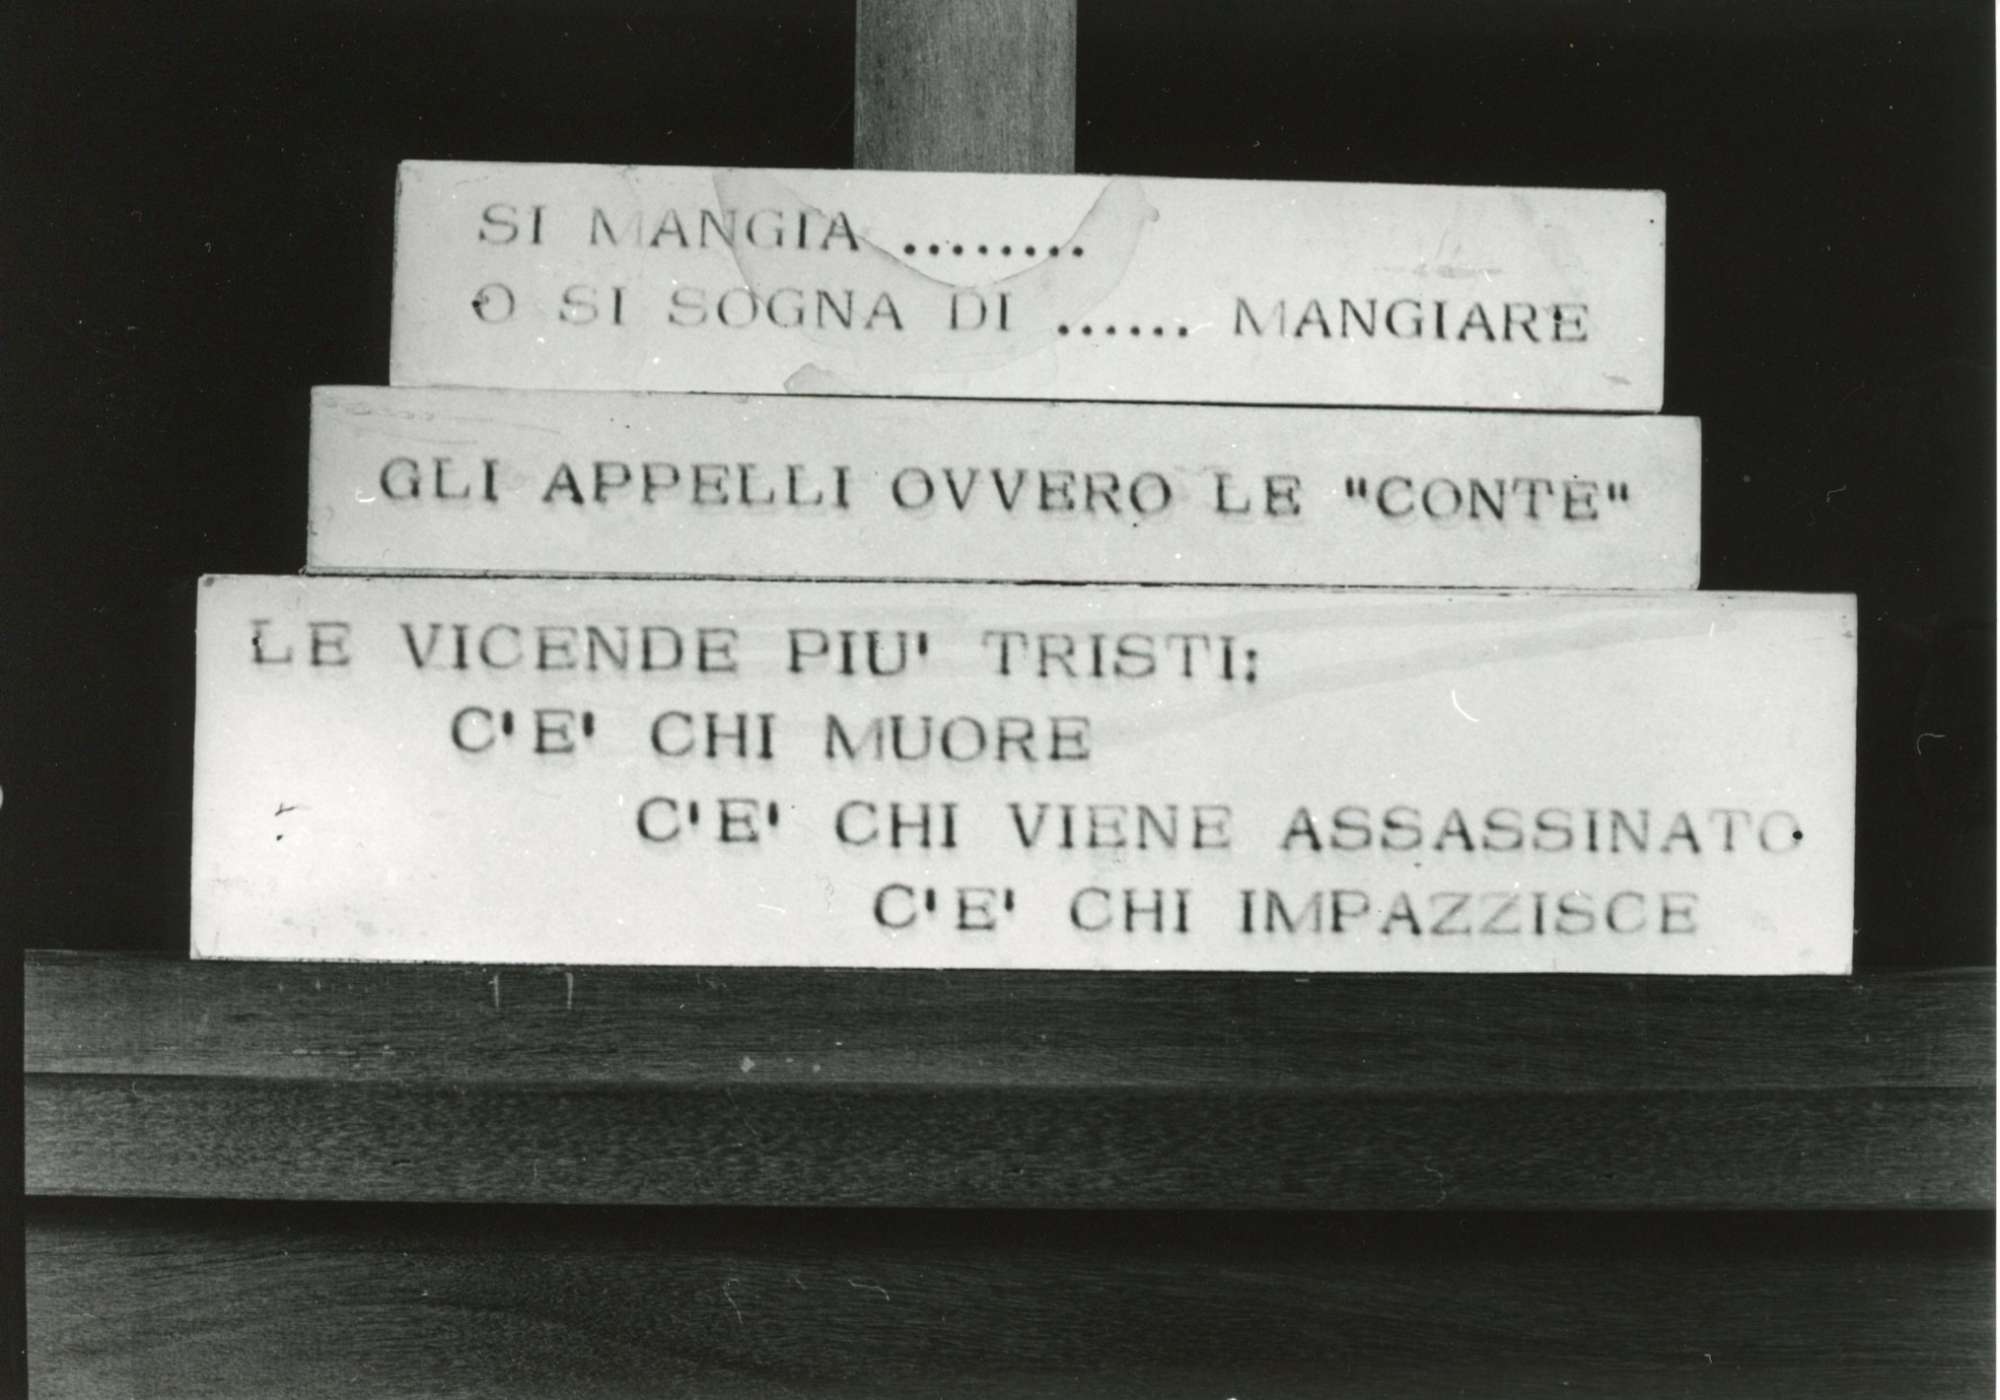 SI MANGIA ........
O SI SOGNA DI ...... MANGIARE
GLI APPELLI OVVERO LE "CONTE"
LE VICENDE PIU' TRISTI:
C'E' CHI MUORE
C'E' CHI VIENE ASSASSINATO
C'E' CHI IMPAZZISCE